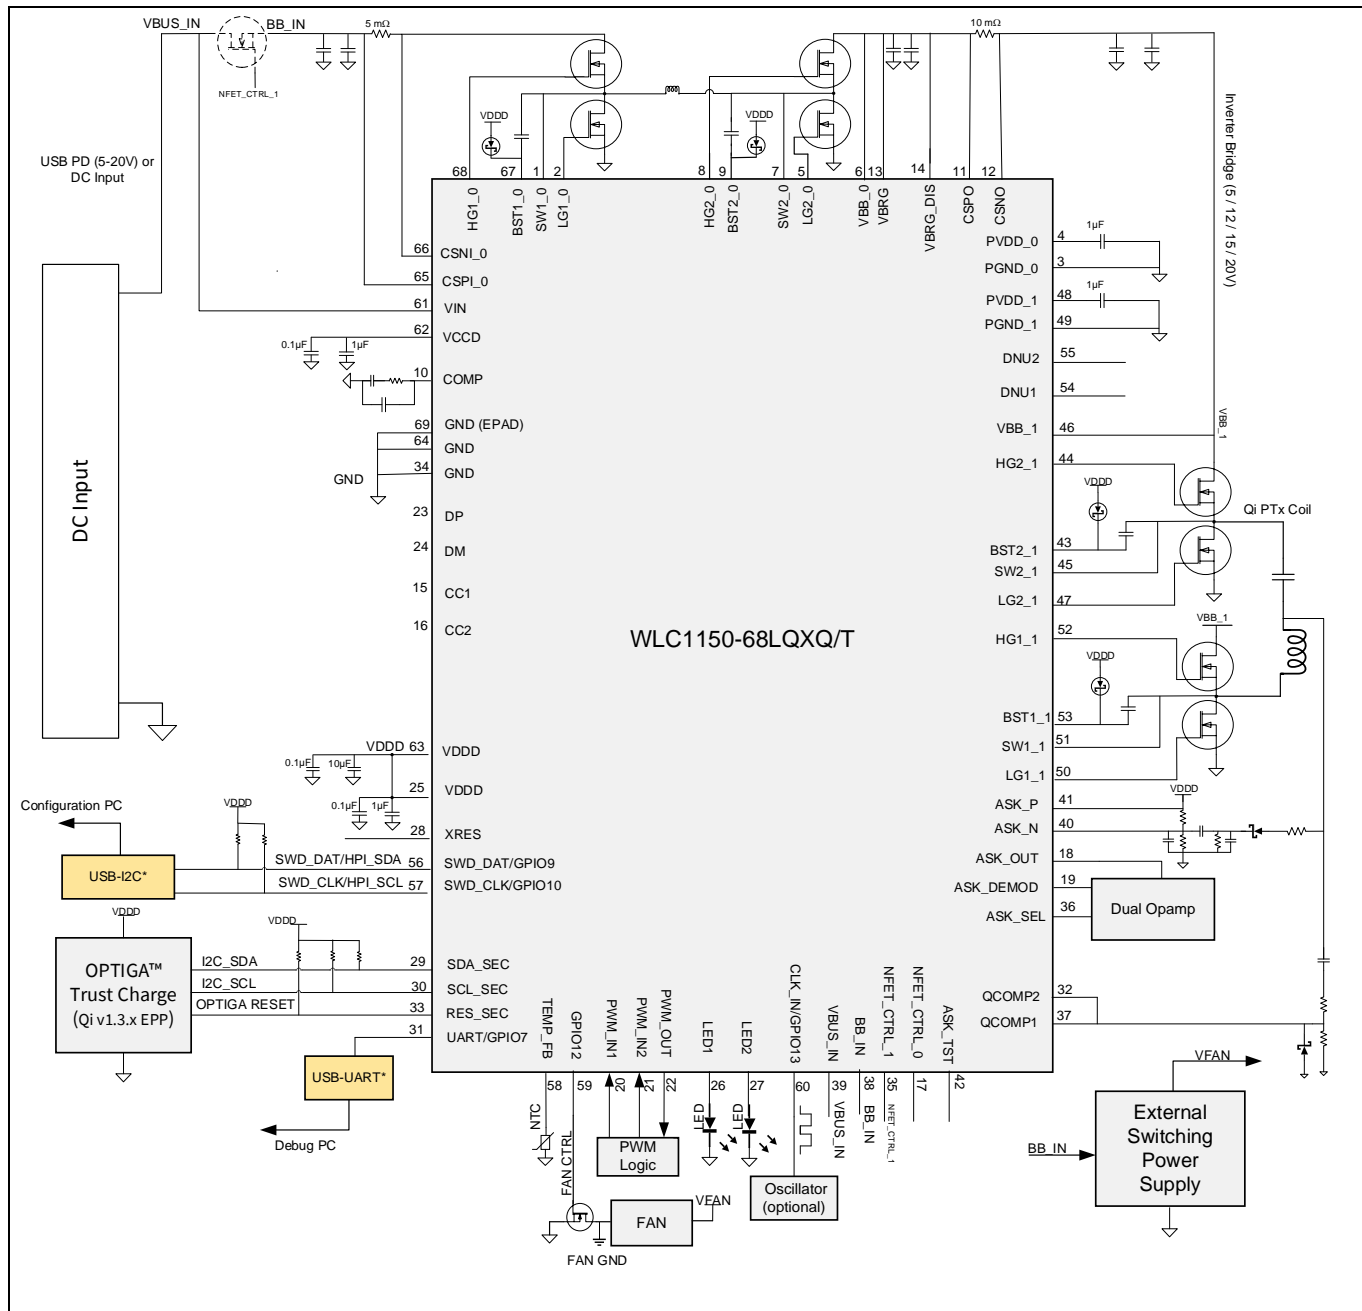 VBUS_IN
BB_IN
5 mΩ
10 mΩ
NFET_CTRL_1
VDDD
VDDD
USB PD (5-20V) or
DC Input
Inverter Bridge (5 / 12 / 15 / 20V)
68
67
1
2
8
9
7
5
6
13
14
11
12
HG1_0
BST1_0
SW1_0
LG1_0
HG2_0
BST2_0
SW2_0
LG2_0
VBB_0
VBRG
VBRG_DIS
CSPO
CSNO
66
CSNI_0
65
CSPI_0
61
VIN
62
VCCD
0.1µF
1µF
10
COMP
69
GND (EPAD)
64
GND
34
GND
GND
23
DP
24
DM
15
CC1
16
CC2
DC Input
WLC1150-68LQXQ/T
PVDD_0
4
1µF
PGND_0
3
PVDD_1
48
1µF
PGND_1
49
DNU2
55
DNU1
54
VBB_1
46
VBB_1
HG2_1
44
VDDD
Qi PTx Coil
BST2_1
43
SW2_1
45
LG2_1
47
HG1_1
52
VBB_1
VDDD
BST1_1
53
SW1_1
51
LG1_1
50
VDDD
ASK_P
41
ASK_N
40
ASK_OUT
18
ASK_DEMOD
19
ASK_SEL
36
Dual Opamp
QCOMP2
32
QCOMP1
37
VDDD
63
VDDD
0.1µF
10µF
25
VDDD
0.1µF
1µF
28
XRES
Configuration PC
VDDD
USB-I2C*
SWD_DAT/HPI_SDA
56
SWD_DAT/GPIO9
SWD_CLK/HPI_SCL
57
SWD_CLK/GPIO10
VDDD
VDDD
OPTIGA™
Trust Charge
(Qi v1.3.x EPP)
I2C_SDA
29
SDA_SEC
I2C_SCL
30
SCL_SEC
OPTIGA RESET
33
RES_SEC
31
UART/GPIO7
USB-UART*
Debug PC
TEMP_FB
GPIO12
PWM_IN1
PWM_IN2
PWM_OUT
LED1
LED2
CLK_IN/GPIO13
VBUS_IN
BB_IN
NFET_CTRL_1
NFET_CTRL_0
ASK_TST
58
59
20
21
22
26
27
60
39
38
35
17
42
NTC
FAN CTRL
PWM
Logic
LED
LED
VBUS_IN
BB_IN
NFET_CTRL_1
Oscillator
(optional)
VFAN
FAN
FAN GND
VFAN
BB_IN
External
Switching
Power
Supply